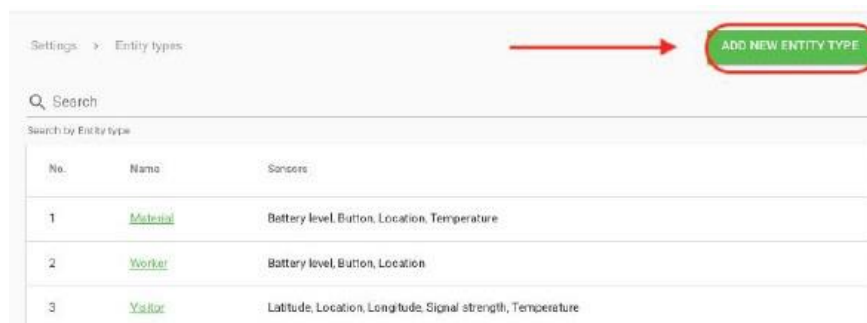 Settings > Entity types
ADD NEW ENTITY TYPE
Search
Search by Entity type
No. Name Sensors
1 Material Battery level, Button, Location, Temperature
2 Worker Battery level, Button, Location
3 Visitor Latitude, Location, Longitude, Signal strength, Temperature